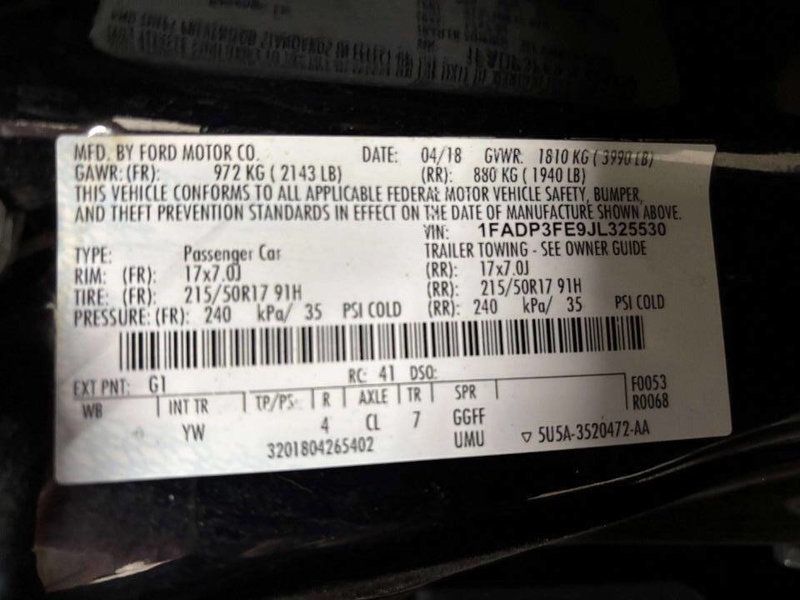 MFD. BY FORD MOTOR CO. DATE: 04/18 GVWR: 1810 KG ( 3990 LB)
GAWR: (FR): 972 KG ( 2143 LB) (RR): 880 KG ( 1940 LB)
THIS VEHICLE CONFORMS TO ALL APPLICABLE FEDERAL MOTOR VEHICLE SAFETY, BUMPER,
AND THEFT PREVENTION STANDARDS IN EFFECT ON THE DATE OF MANUFACTURE SHOWN ABOVE.
VIN: 1FADP3FE9JL325530
TYPE: Passenger Car TRAILER TOWING - SEE OWNER GUIDE
RIM: (FR): 17x7.0J (RR): 17x7.0J
TIRE: (FR): 215/50R17 91H (RR): 215/50R17 91H
PRESSURE: (FR): 240 kPa/ 35 PSI COLD (RR): 240 kPa/ 35 PSI COLD
EXT PNT: G1 RC: 41 DSO: F0053
WB INT TR TP/PS R AXLE TR SPR R0068
YW 4 CL 7 GGFF
3201804265402 UMU ▽ 5U5A-3520472-AA